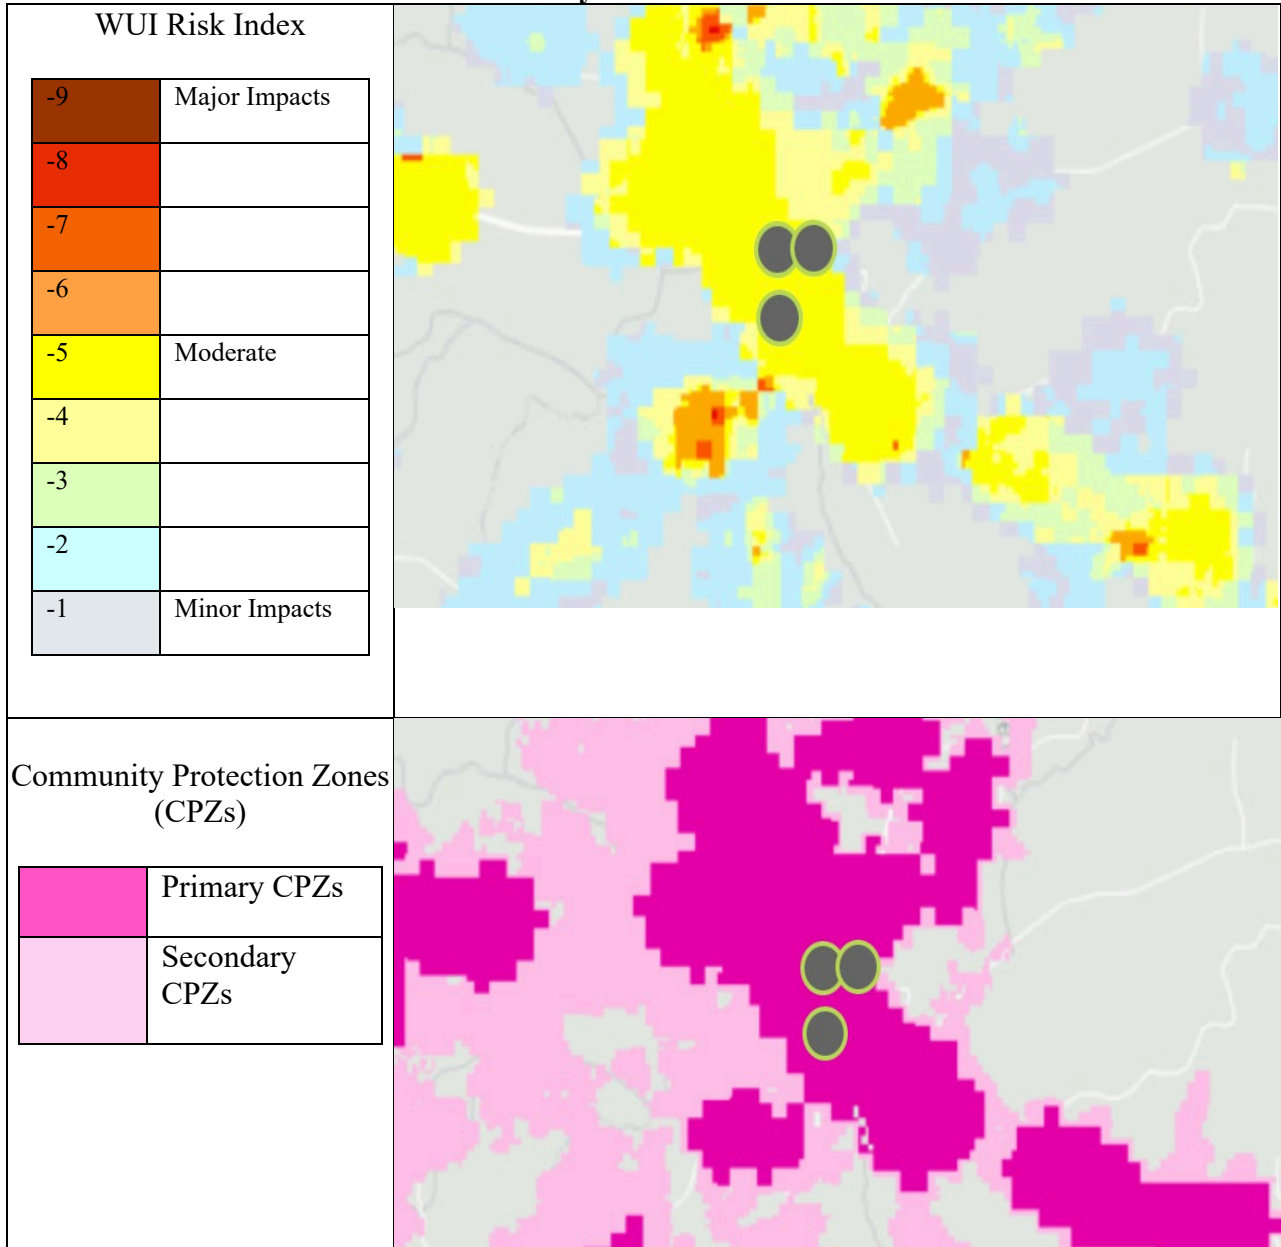 WUI Risk Index
-9 Major Impacts
-8
-7
-6
-5 Moderate
-4
-3
-2
-1 Minor Impacts
Community Protection Zones
(CPZs)
Primary CPZs
Secondary
CPZs